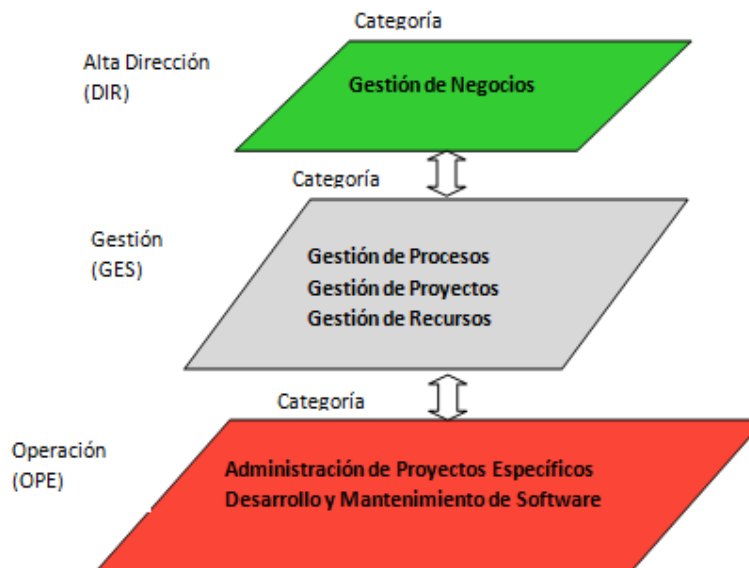 Categoría
Alta Dirección
(DIR)
Gestión de Negocios
Categoría
Gestión
(GES)
Gestión de Procesos
Gestión de Proyectos
Gestión de Recursos
Categoría
Operación
(OPE)
Administración de Proyectos Específicos
Desarrollo y Mantenimiento de Software